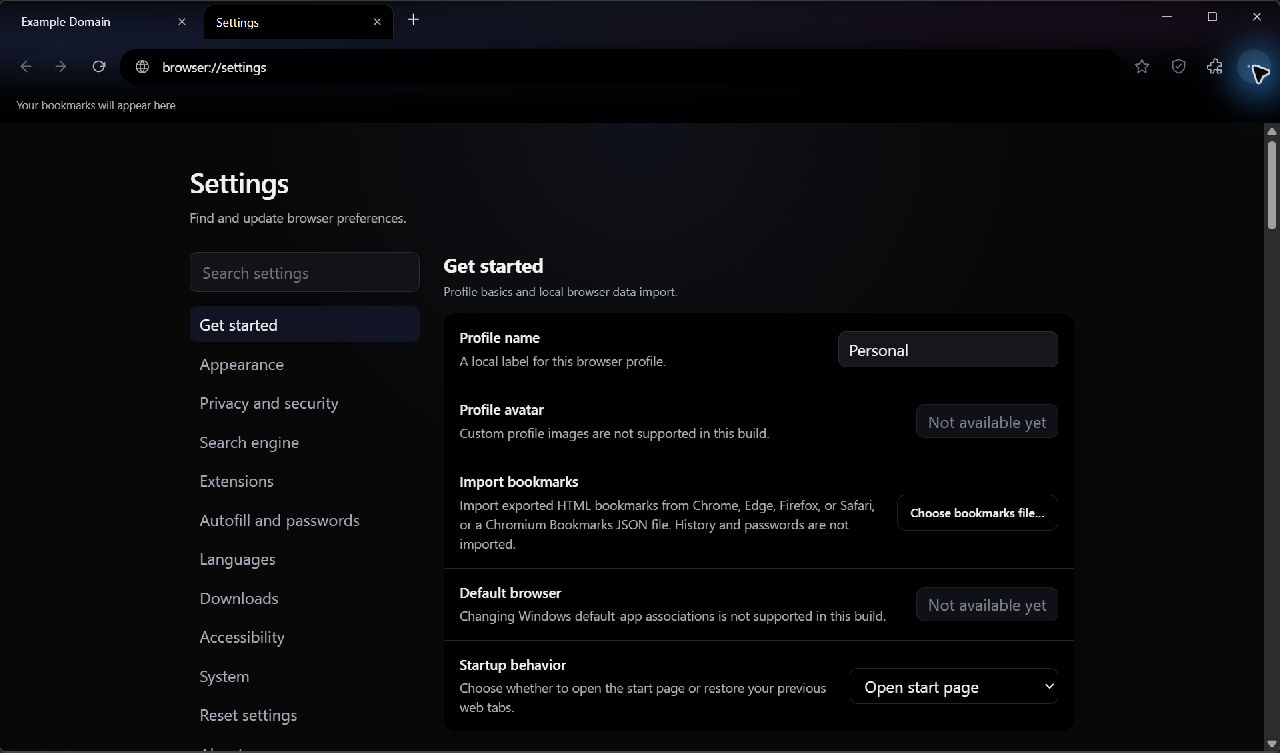 Example Domain
Settings
browser://settings
Your bookmarks will appear here
Settings
Find and update browser preferences.
Search settings
Get started
Appearance
Privacy and security
Search engine
Extensions
Autofill and passwords
Languages
Downloads
Accessibility
System
Reset settings
Get started
Profile basics and local browser data import.
Profile name
A local label for this browser profile.
Personal
Profile avatar
Custom profile images are not supported in this build.
Not available yet
Import bookmarks
Import exported HTML bookmarks from Chrome, Edge, Firefox, or Safari,
or a Chromium Bookmarks JSON file. History and passwords are not
imported.
Choose bookmarks file...
Default browser
Changing Windows default-app associations is not supported in this build.
Not available yet
Startup behavior
Choose whether to open the start page or restore your previous
web tabs.
Open start page